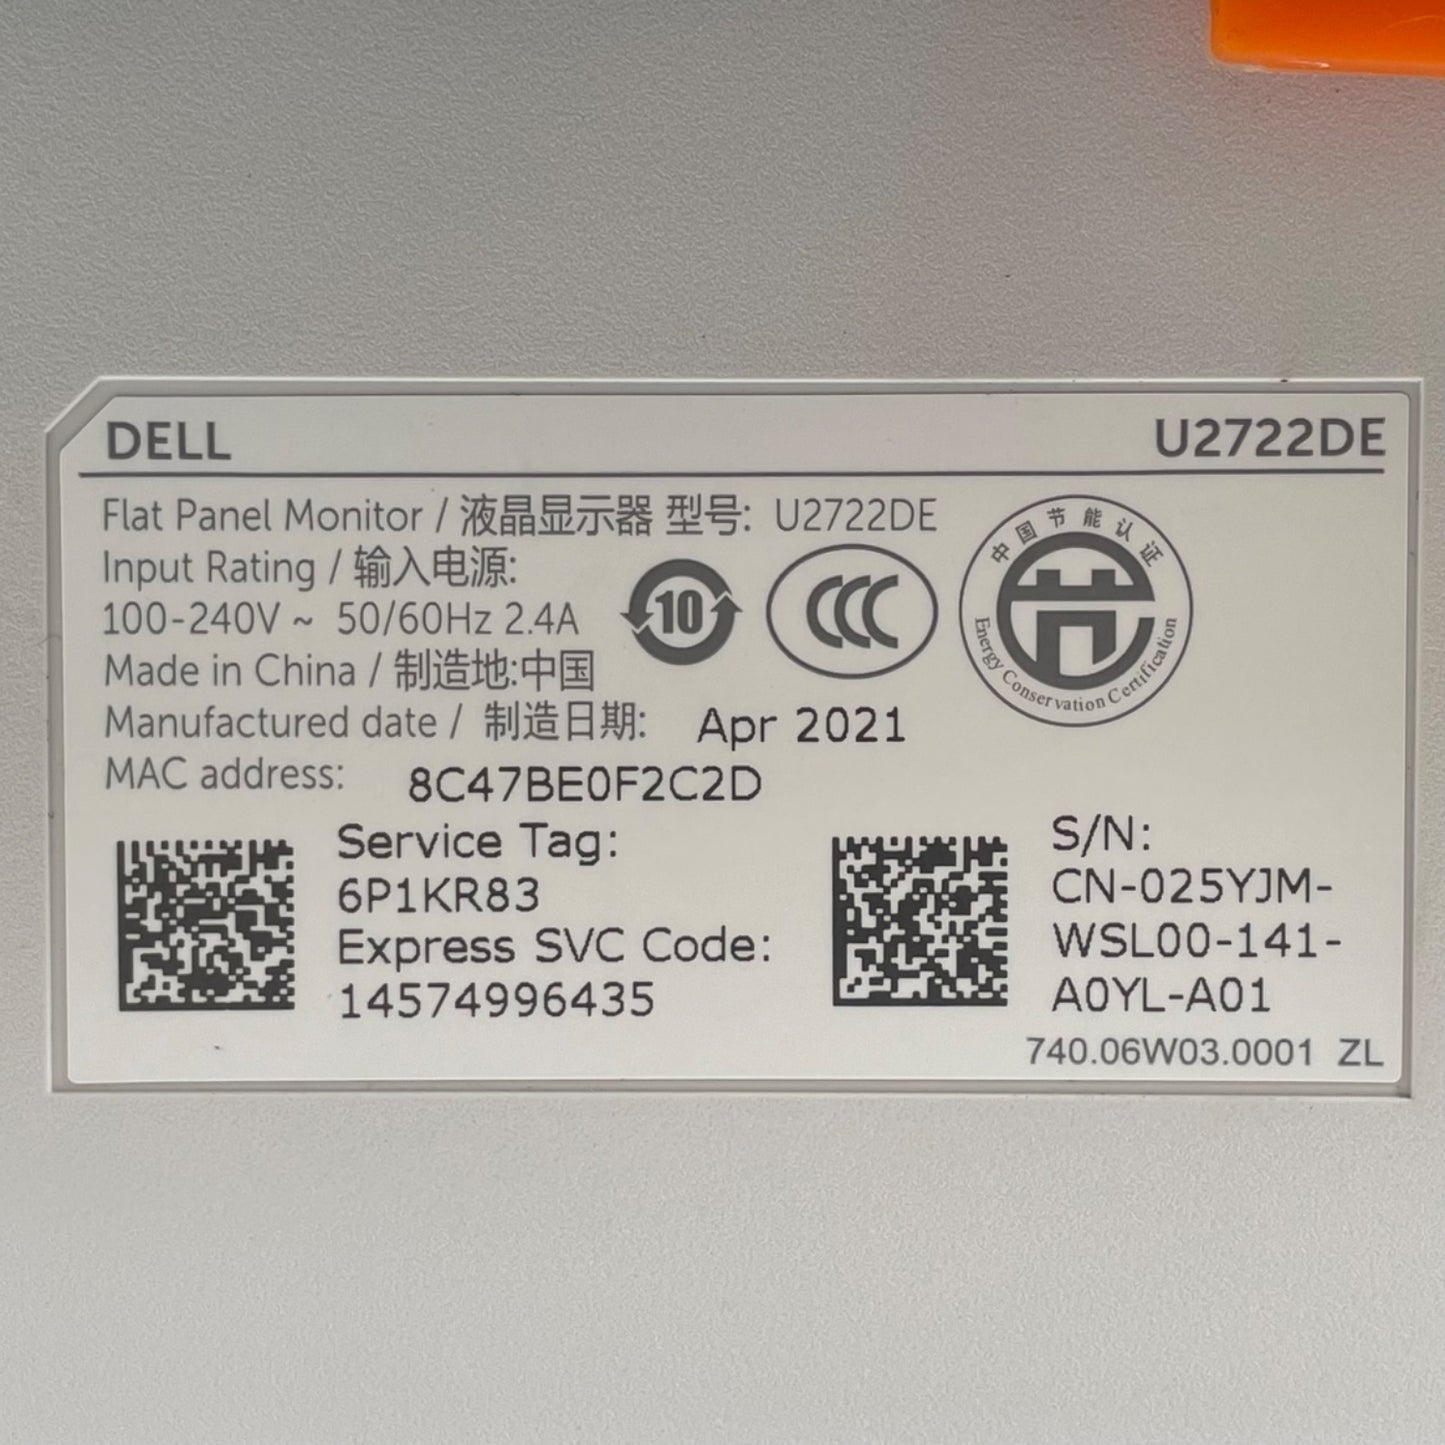 DELL U2722DE
Flat Panel Monitor / 液晶显示器 型号: U2722DE
Input Rating / 输入电源:
100-240V ~ 50/60Hz 2.4A
Made in China / 制造地:中国
Manufactured date / 制造日期: Apr 2021
MAC address: 8C47BE0F2C2D
10
CCC
中国节能认证
Energy Conservation Certification
Service Tag:
6P1KR83
Express SVC Code:
14574996435
S/N:
CN-025YJM-
WSL00-141-
A0YL-A01
740.06W03.0001 ZL